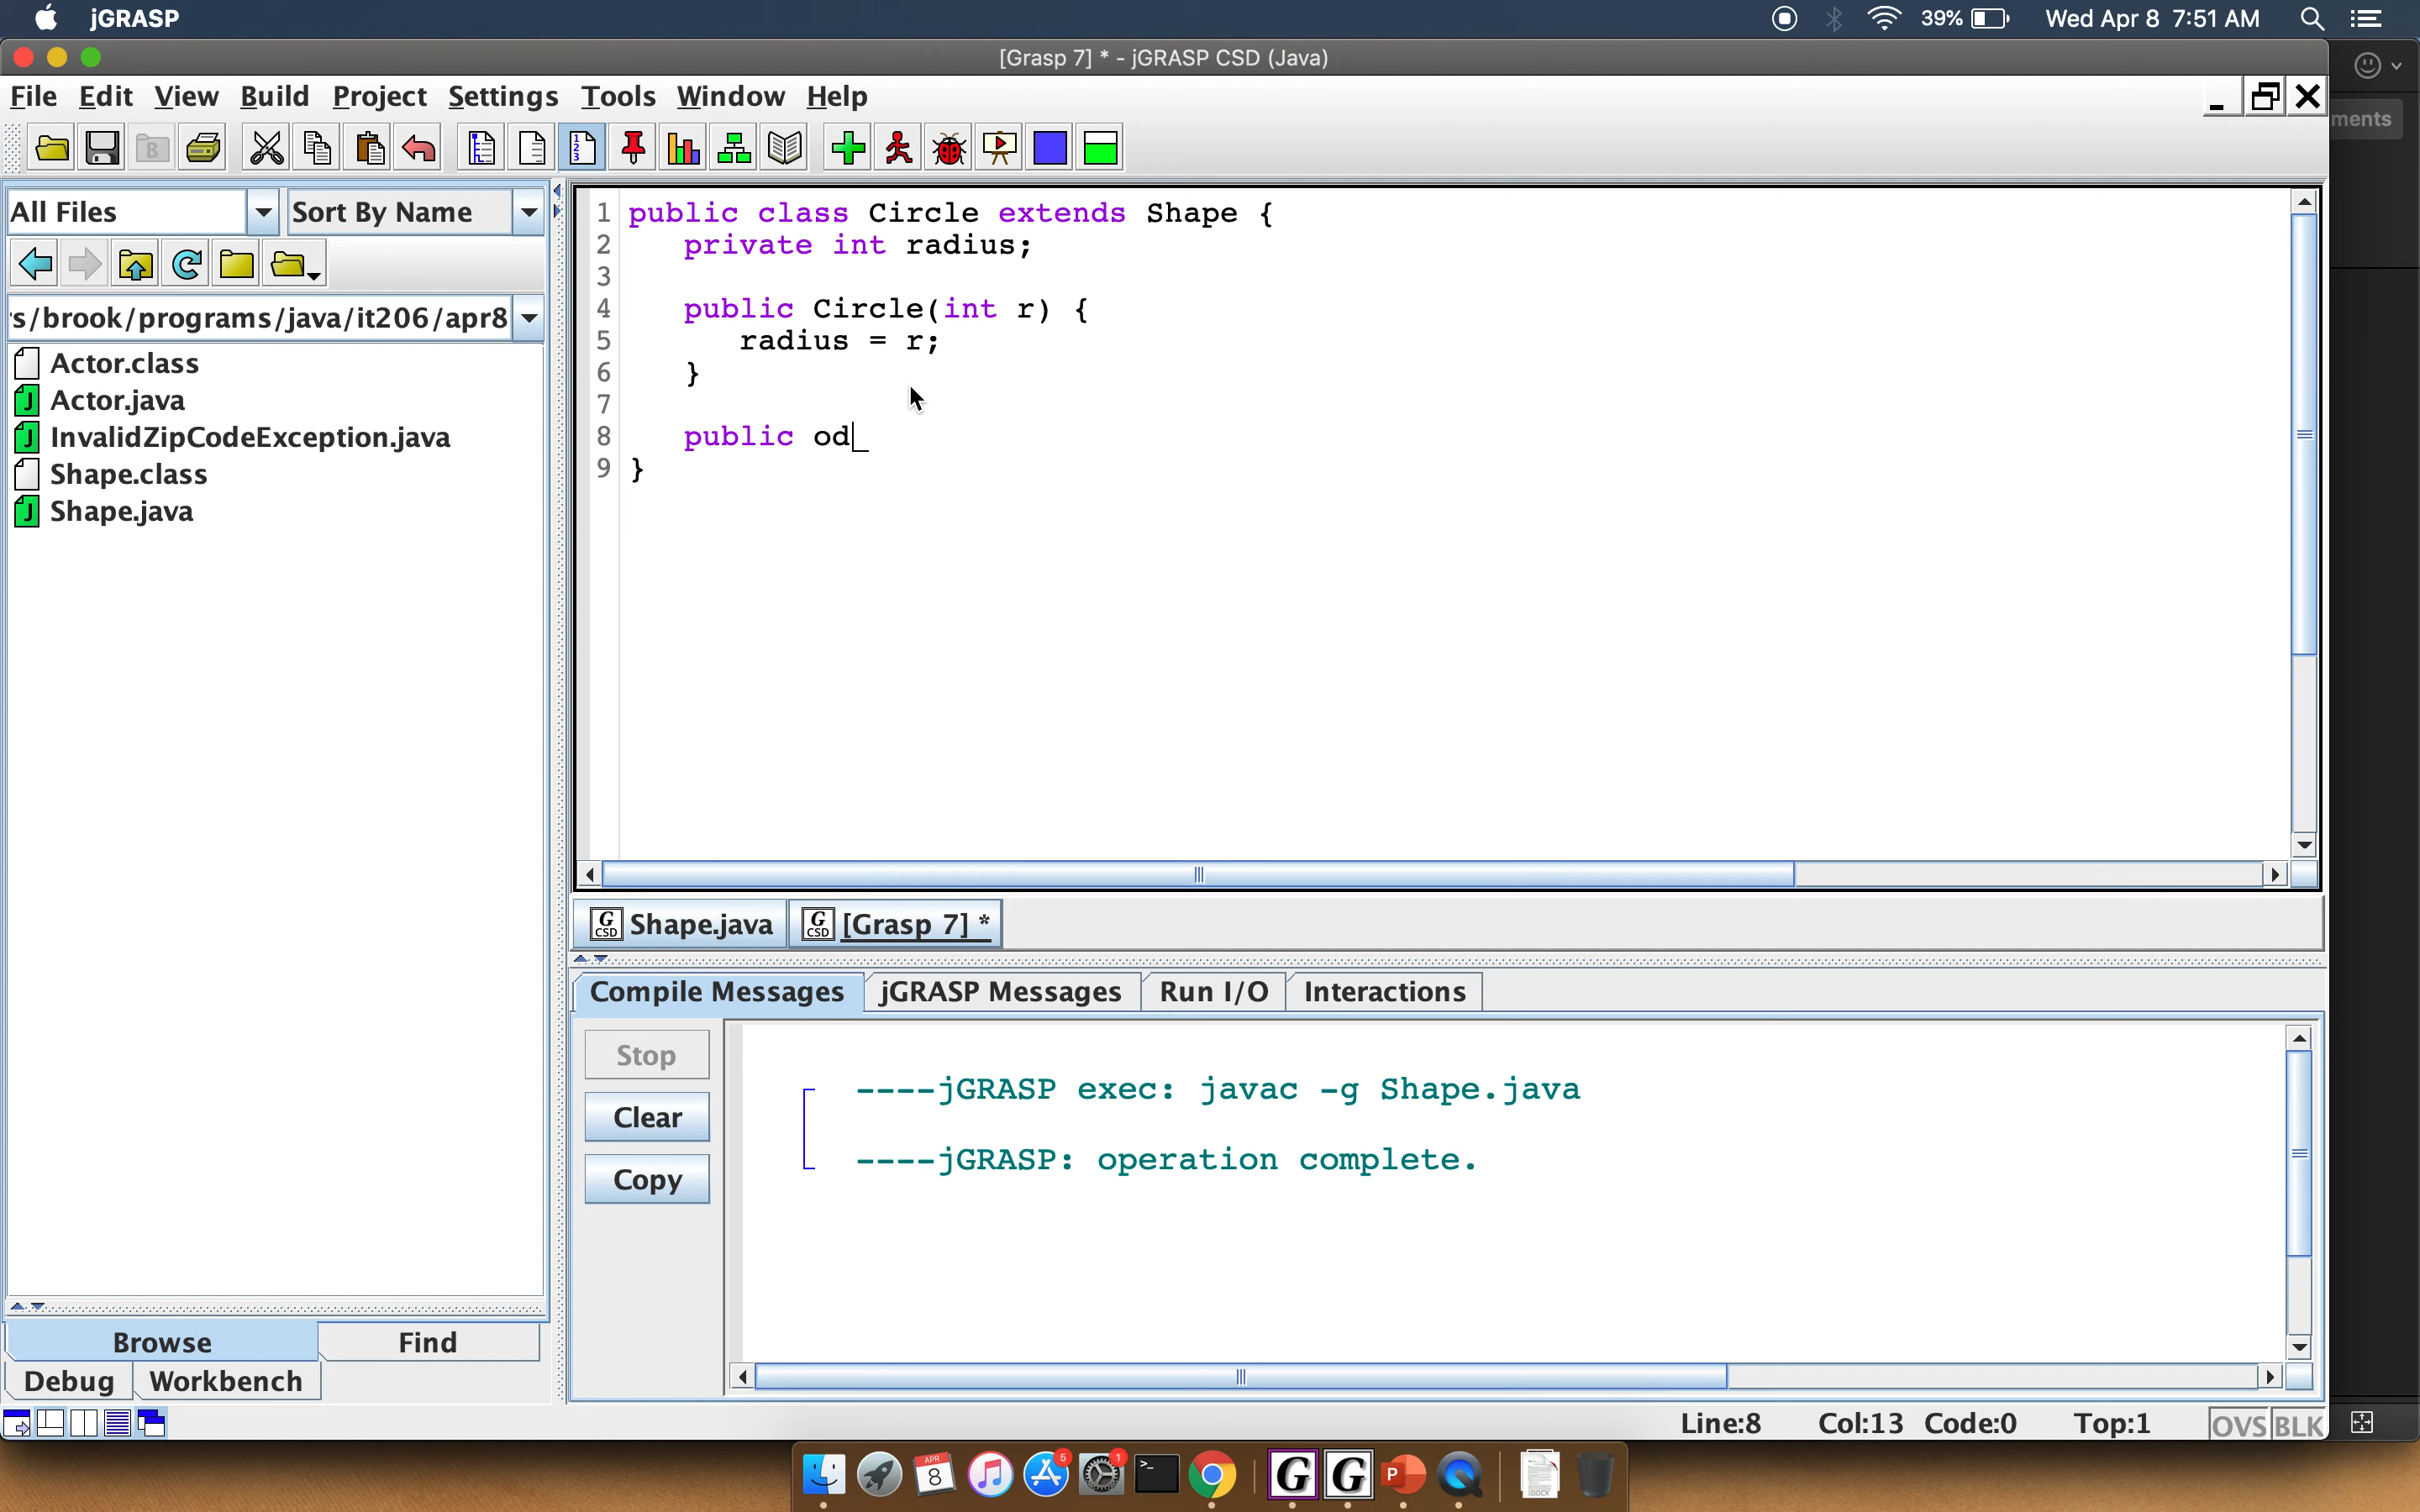 jGRASP 39% Wed Apr 8 7:51 AM
[Grasp 7] * - jGRASP CSD (Java)
File Edit View Build Project Settings Tools Window Help
ments
All Files Sort By Name
s/brook/programs/java/it206/apr8
Actor.class
Actor.java
InvalidZipCodeException.java
Shape.class
Shape.java
1 public class Circle extends Shape {
2 private int radius;
3
4 public Circle(int r) {
5 radius = r;
6 }
7
8 public od
9 }
Shape.java [Grasp 7] *
Compile Messages jGRASP Messages Run I/O Interactions
Stop
Clear
Copy
----jGRASP exec: javac -g Shape.java
----jGRASP: operation complete.
Browse Find
Debug Workbench
Line:8 Col:13 Code:0 Top:1 OVS BLK
APR
8
5
1
G
G
P
DOCX